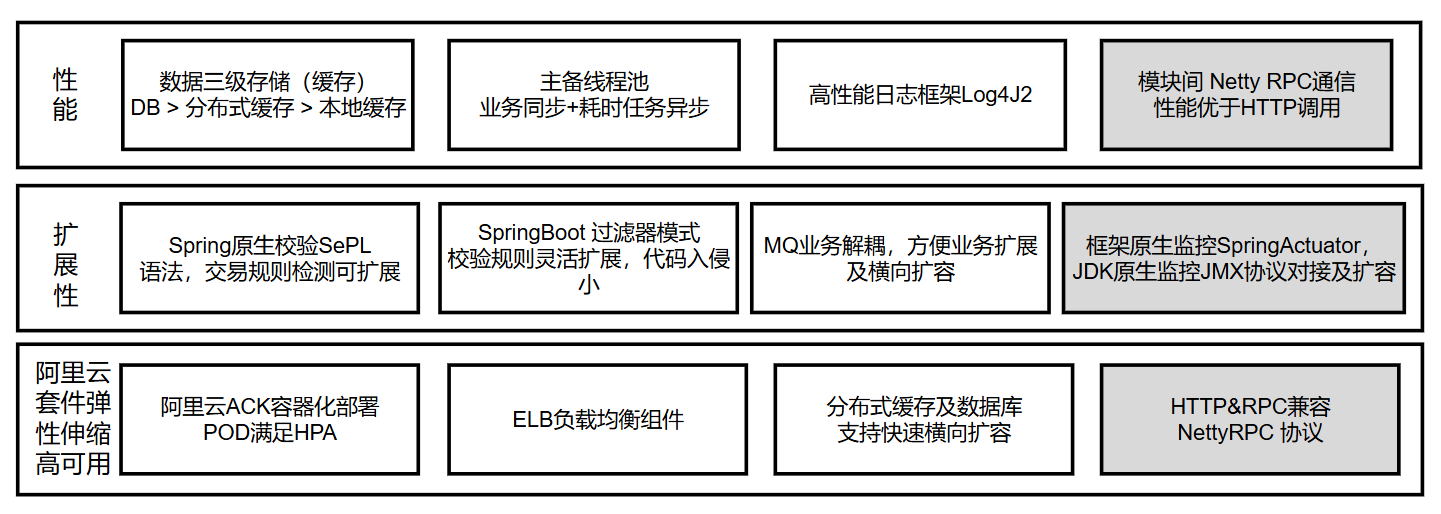 性
能
数据三级存储（缓存）
DB > 分布式缓存 > 本地缓存
主备线程池
业务同步+耗时任务异步
高性能日志框架Log4J2
模块间 Netty RPC通信
性能优于HTTP调用
扩
展
性
Spring原生校验SePL
语法，交易规则检测可扩展
SpringBoot 过滤器模式
校验规则灵活扩展，代码入侵
小
MQ业务解耦，方便业务扩展
及横向扩容
框架原生监控SpringActuator，
JDK原生监控JMX协议对接及扩容
阿里云
套件弹
性伸缩
高可用
阿里云ACK容器化部署
POD满足HPA
ELB负载均衡组件
分布式缓存及数据库
支持快速横向扩容
HTTP&RPC兼容
NettyRPC 协议